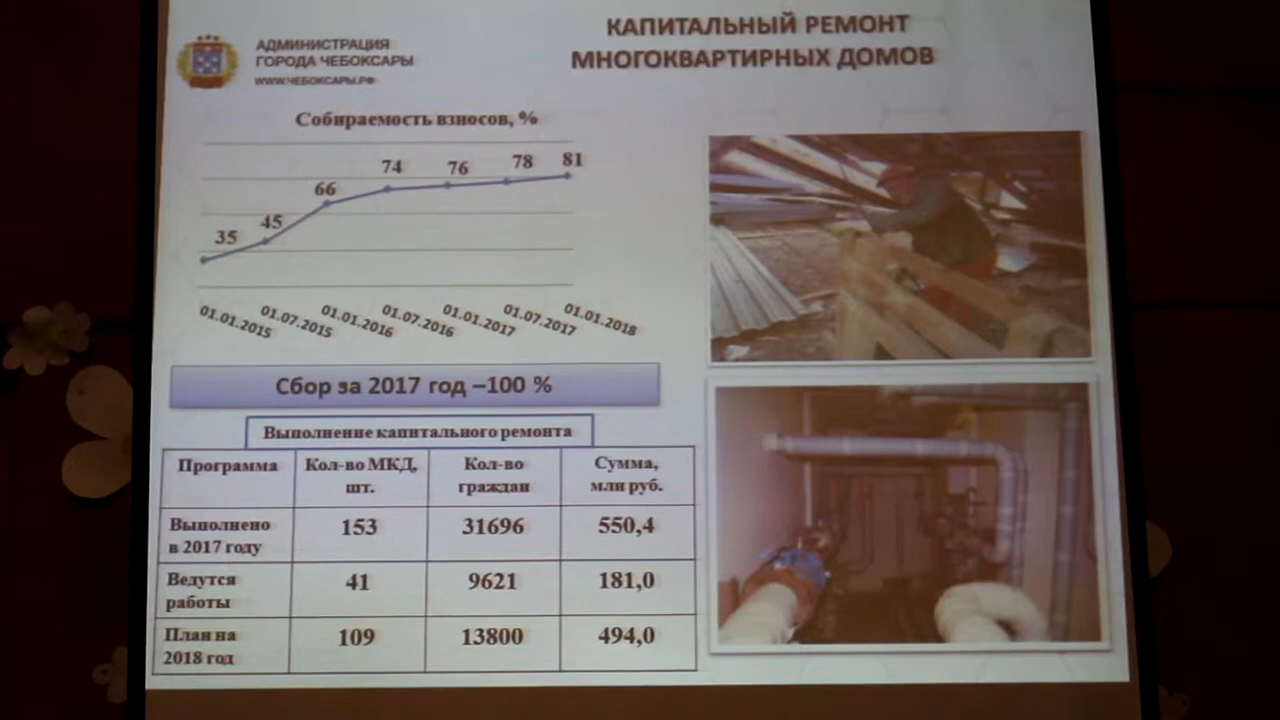 АДМИНИСТРАЦИЯ
ГОРОДА ЧЕБОКСАРЫ
WWW.ЧЕБОКСАРЫ.РФ
КАПИТАЛЬНЫЙ РЕМОНТ
МНОГОКВАРТИРНЫХ ДОМОВ
Собираемость взносов, %
35 45 66 74 76 78 81
01.01.2015 01.07.2015 01.01.2016 01.07.2016 01.01.2017 01.07.2017 01.01.2018
Сбор за 2017 год –100 %
Выполнение капитального ремонта
Программа Кол-во МКД, шт. Кол-во граждан Сумма, млн руб.
Выполнено в 2017 году 153 31696 550,4
Ведутся работы 41 9621 181,0
План на 2018 год 109 13800 494,0